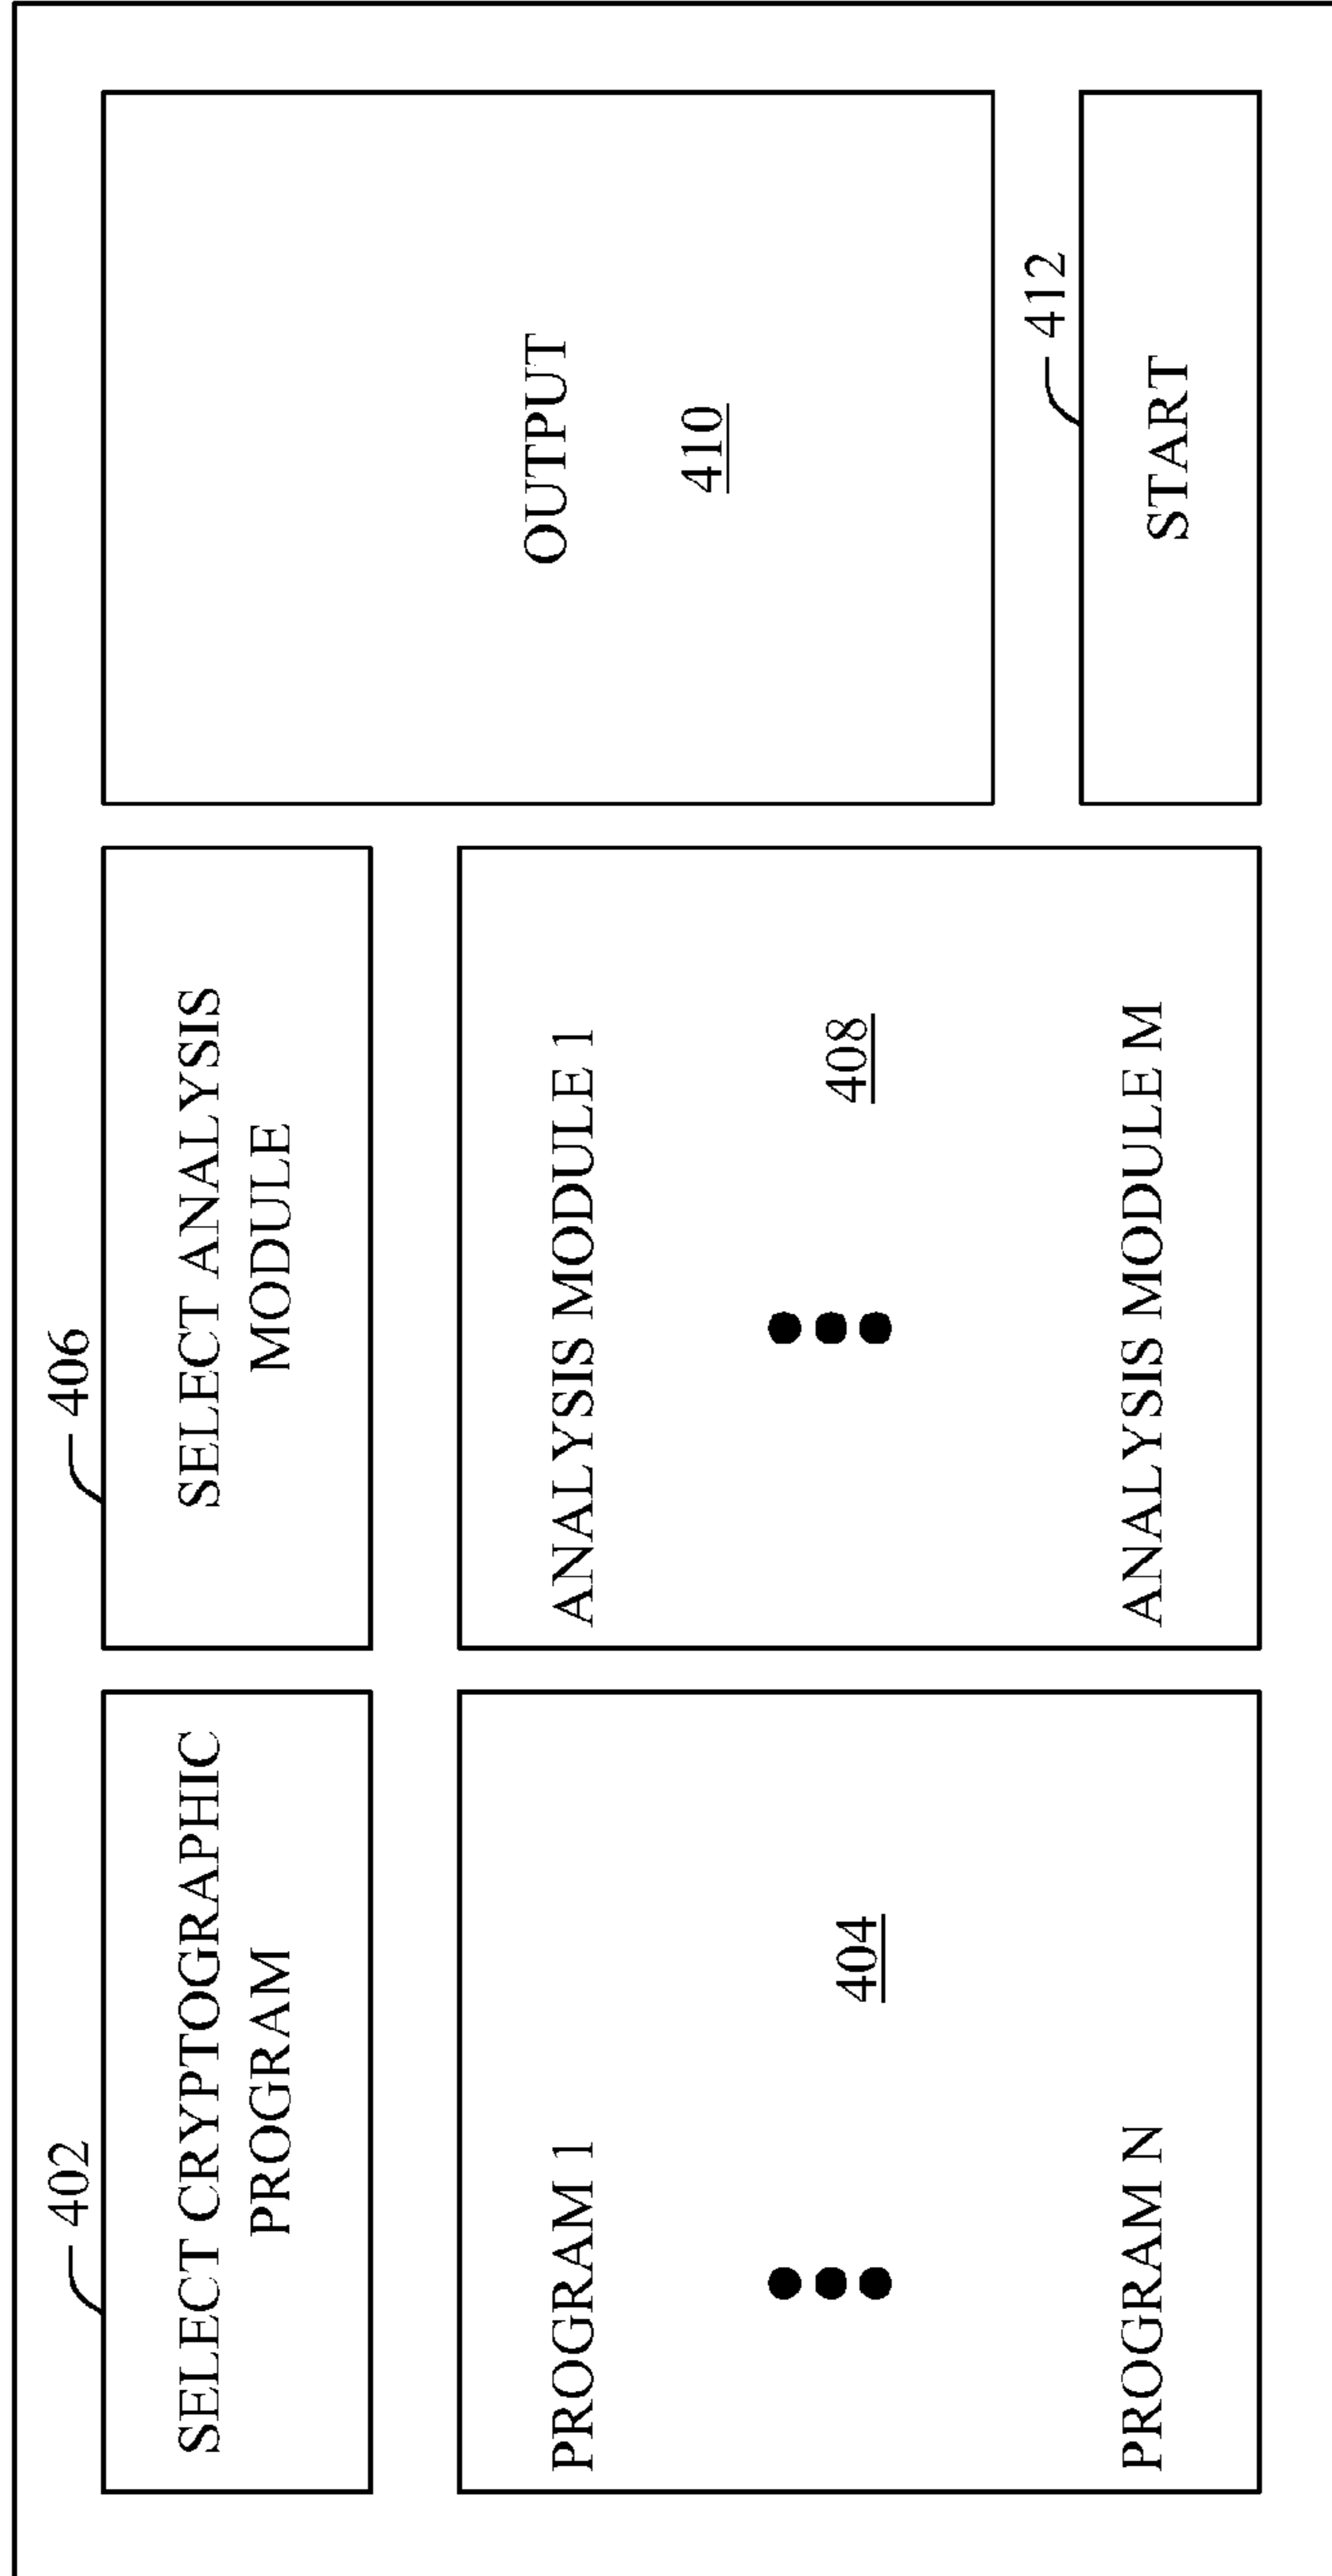 402
SELECT CRYPTOGRAPHIC
PROGRAM
PROGRAM 1
404
PROGRAM N
406
SELECT ANALYSIS
MODULE
ANALYSIS MODULE 1
408
ANALYSIS MODULE M
OUTPUT
410
412
START